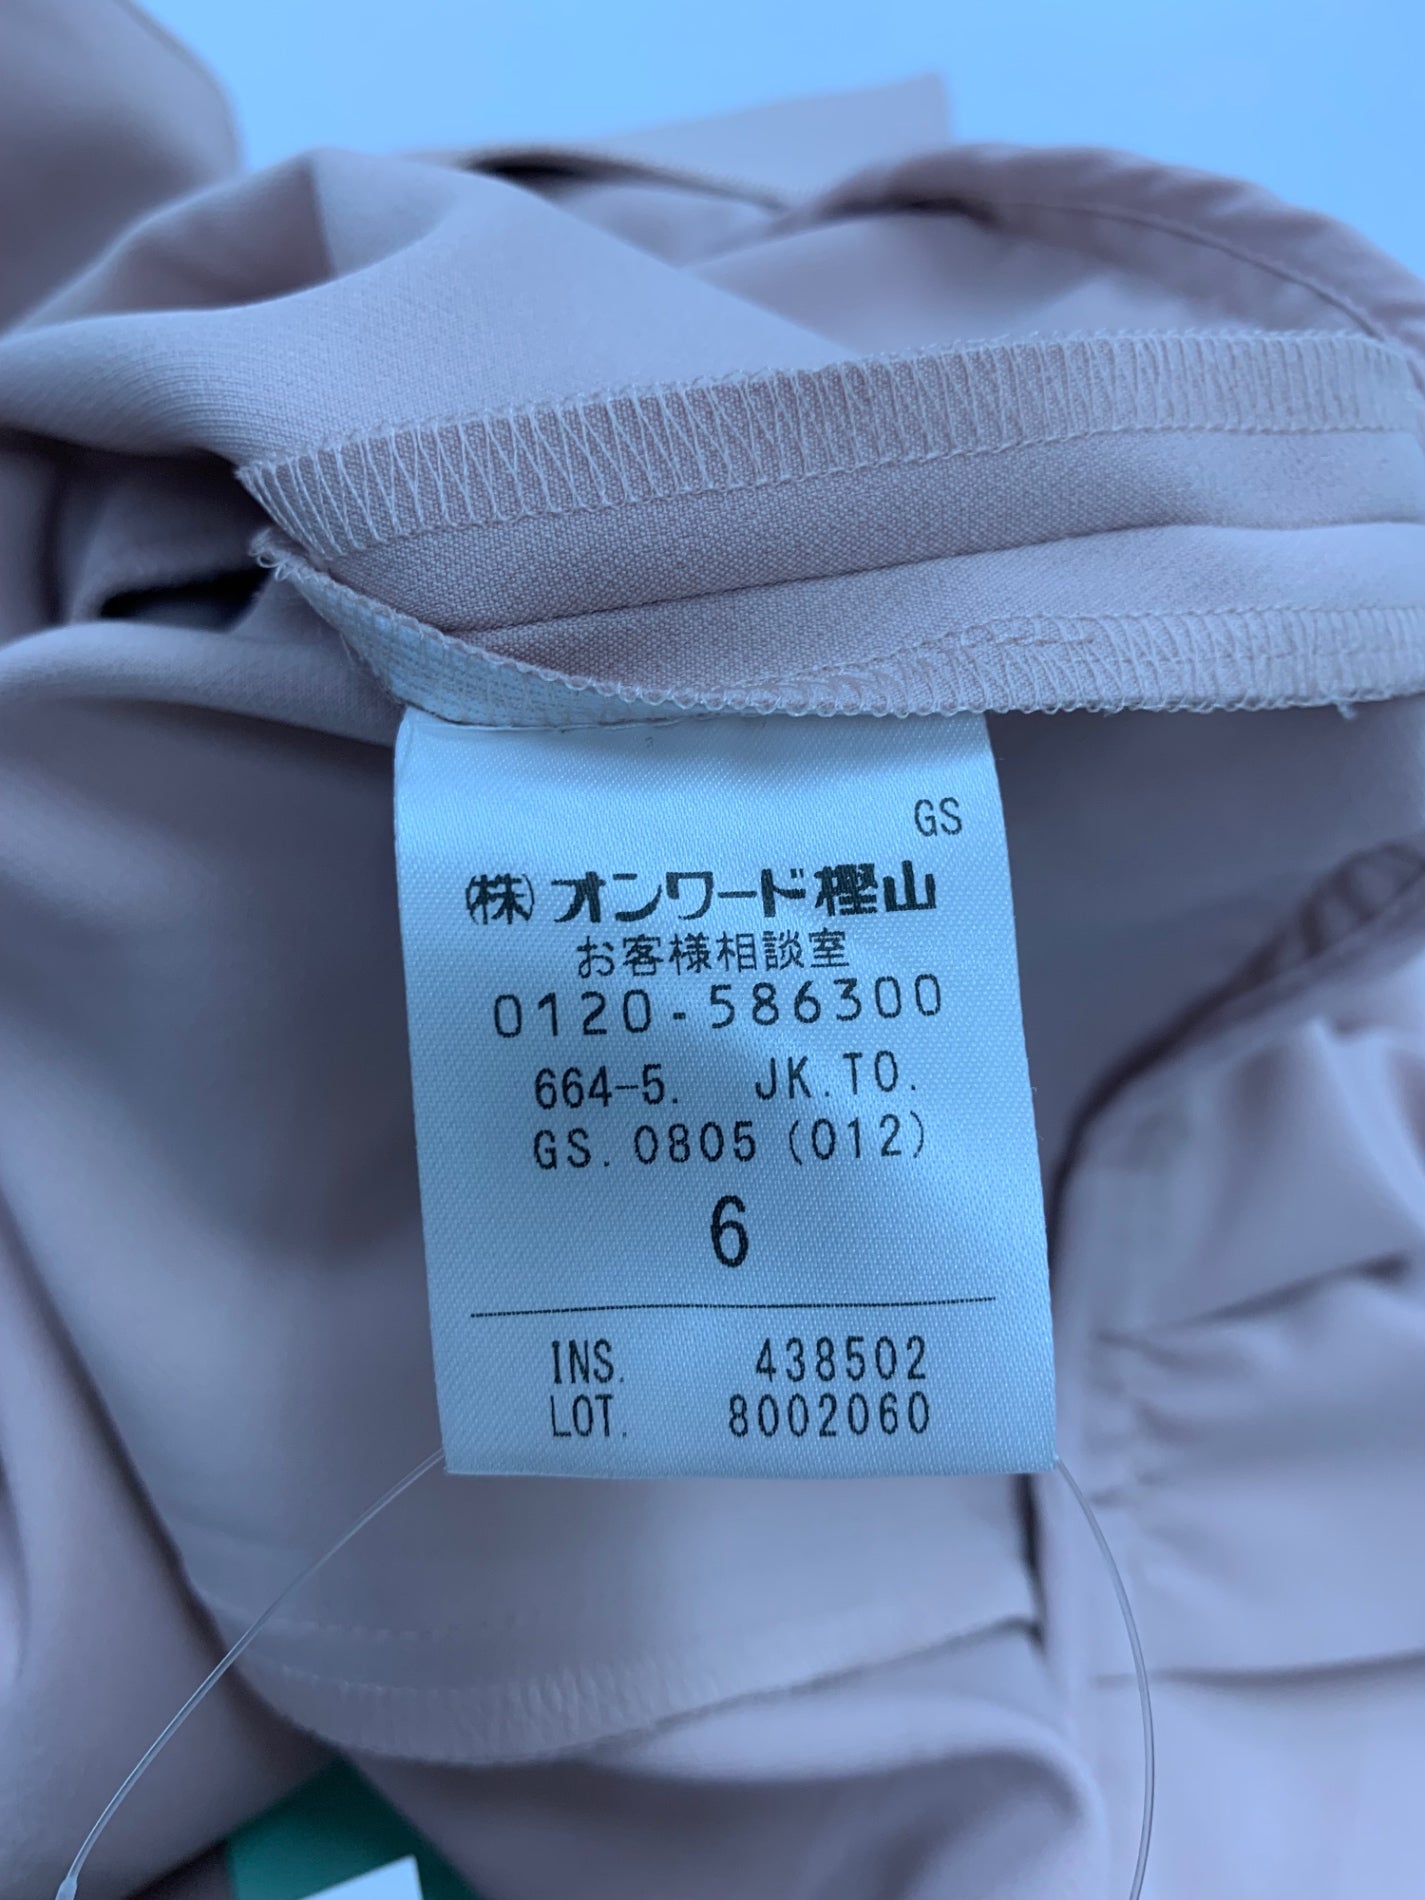 GS
㈱オンワード樫山
お客様相談室
0120-586300
664-5. JK.TO.
GS.0805(012)
6
INS. 438502
LOT. 8002060